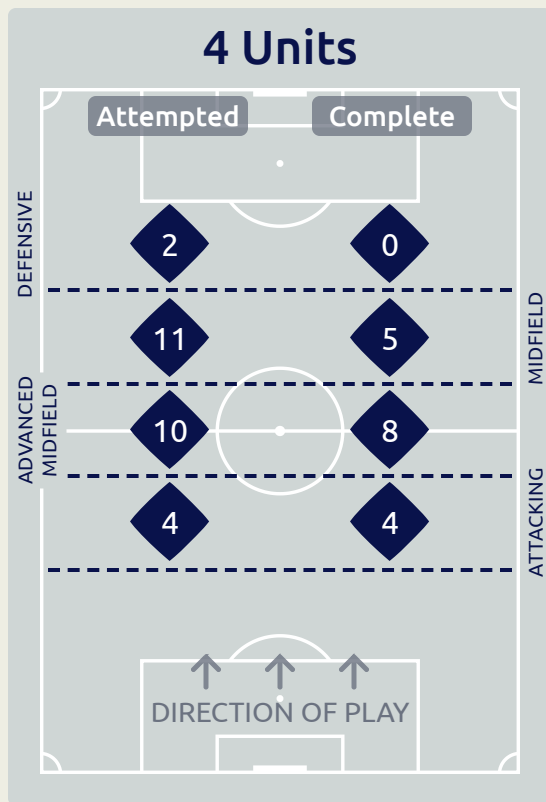 4 Units
Attempted
Complete
DEFENSIVE
2
0
11
5
MIDFIELD
ADVANCED
MIDFIELD
10
8
4
4
ATTACKING
DIRECTION OF PLAY